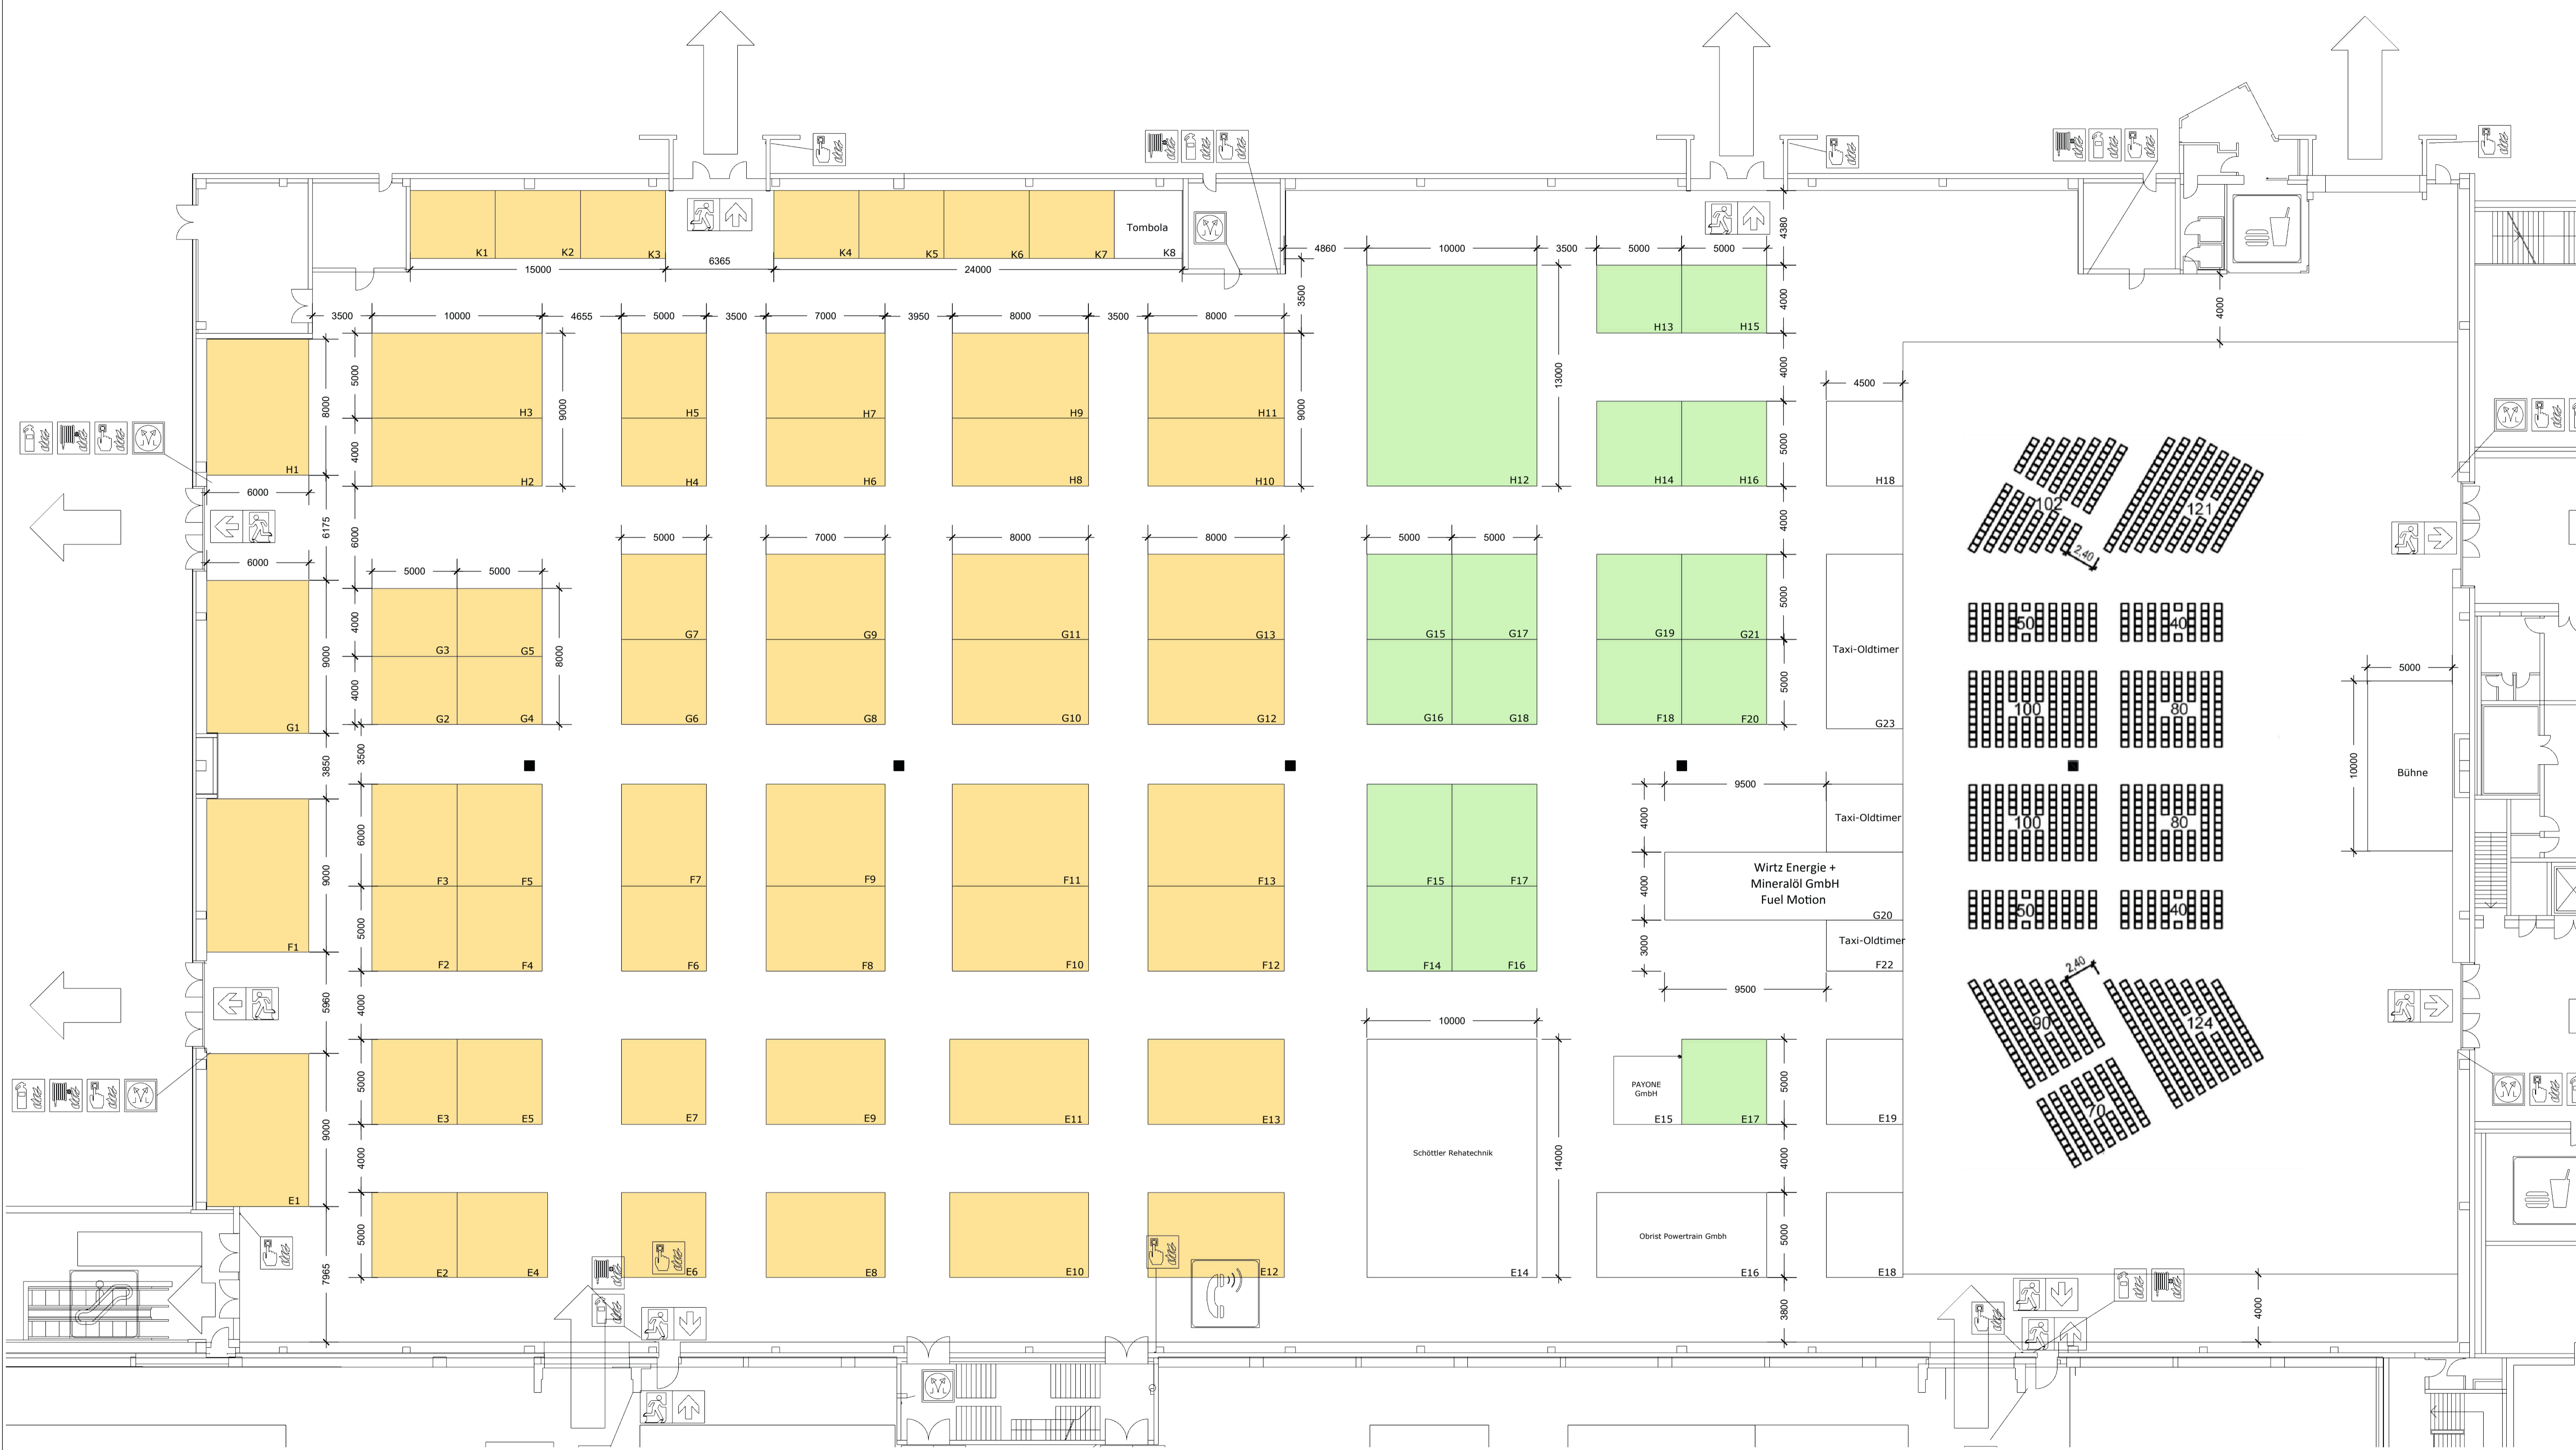 Tombola
K1 K2 K3 K4 K5 K6 K7 K8
15000 6365 24000
4860 10000 3500 5000 5000
4380
3500
4000
H13 H15
3500 10000 4655 5000 3500 7000 3950 8000 3500 8000
5000
8000
9000
9000
13000
4000
4000
4500
H3 H5 H7 H9 H11
4000
H1
H2 H4 H6 H8 H10 H12 H14 H16 H18
5000
6000
6175
6000
4000
102 121
2,40
6000
5000 5000
5000 7000 8000 8000 5000 5000
4000
9000
8000
5000
G7 G9 G11 G13 G15 G17 G19 G21
G3 G5
Taxi-Oldtimer
50 40
4000
5000
5000
G1 G2 G4 G6 G8 G10 G12 G16 G18 F18 F20 G23
100 80
10000
Bühne
3850
3500
9500
4000
Taxi-Oldtimer
100 80
6000
9000
F3 F5 F7 F9 F11 F13 F15 F17
4000
Wirtz Energie +
Mineralöl GmbH
Fuel Motion
G20
50 40
5000
3000
Taxi-Oldtimer
F1 F2 F4 F6 F8 F10 F12 F14 F16 F22
9500
5960
4000
10000
2,40
90 124
70
5000
9000
E3 E5 E7 E9 E11 E13
PAYONE
GmbH
E15 E17
5000
E19
4000
Schöttler Rehatechnik
14000
4000
E1
5000
7965
E2 E4 E6 E8 E10 E12 E14
Obrist Powertrain Gmbh
E16
5000
E18
3800
4000